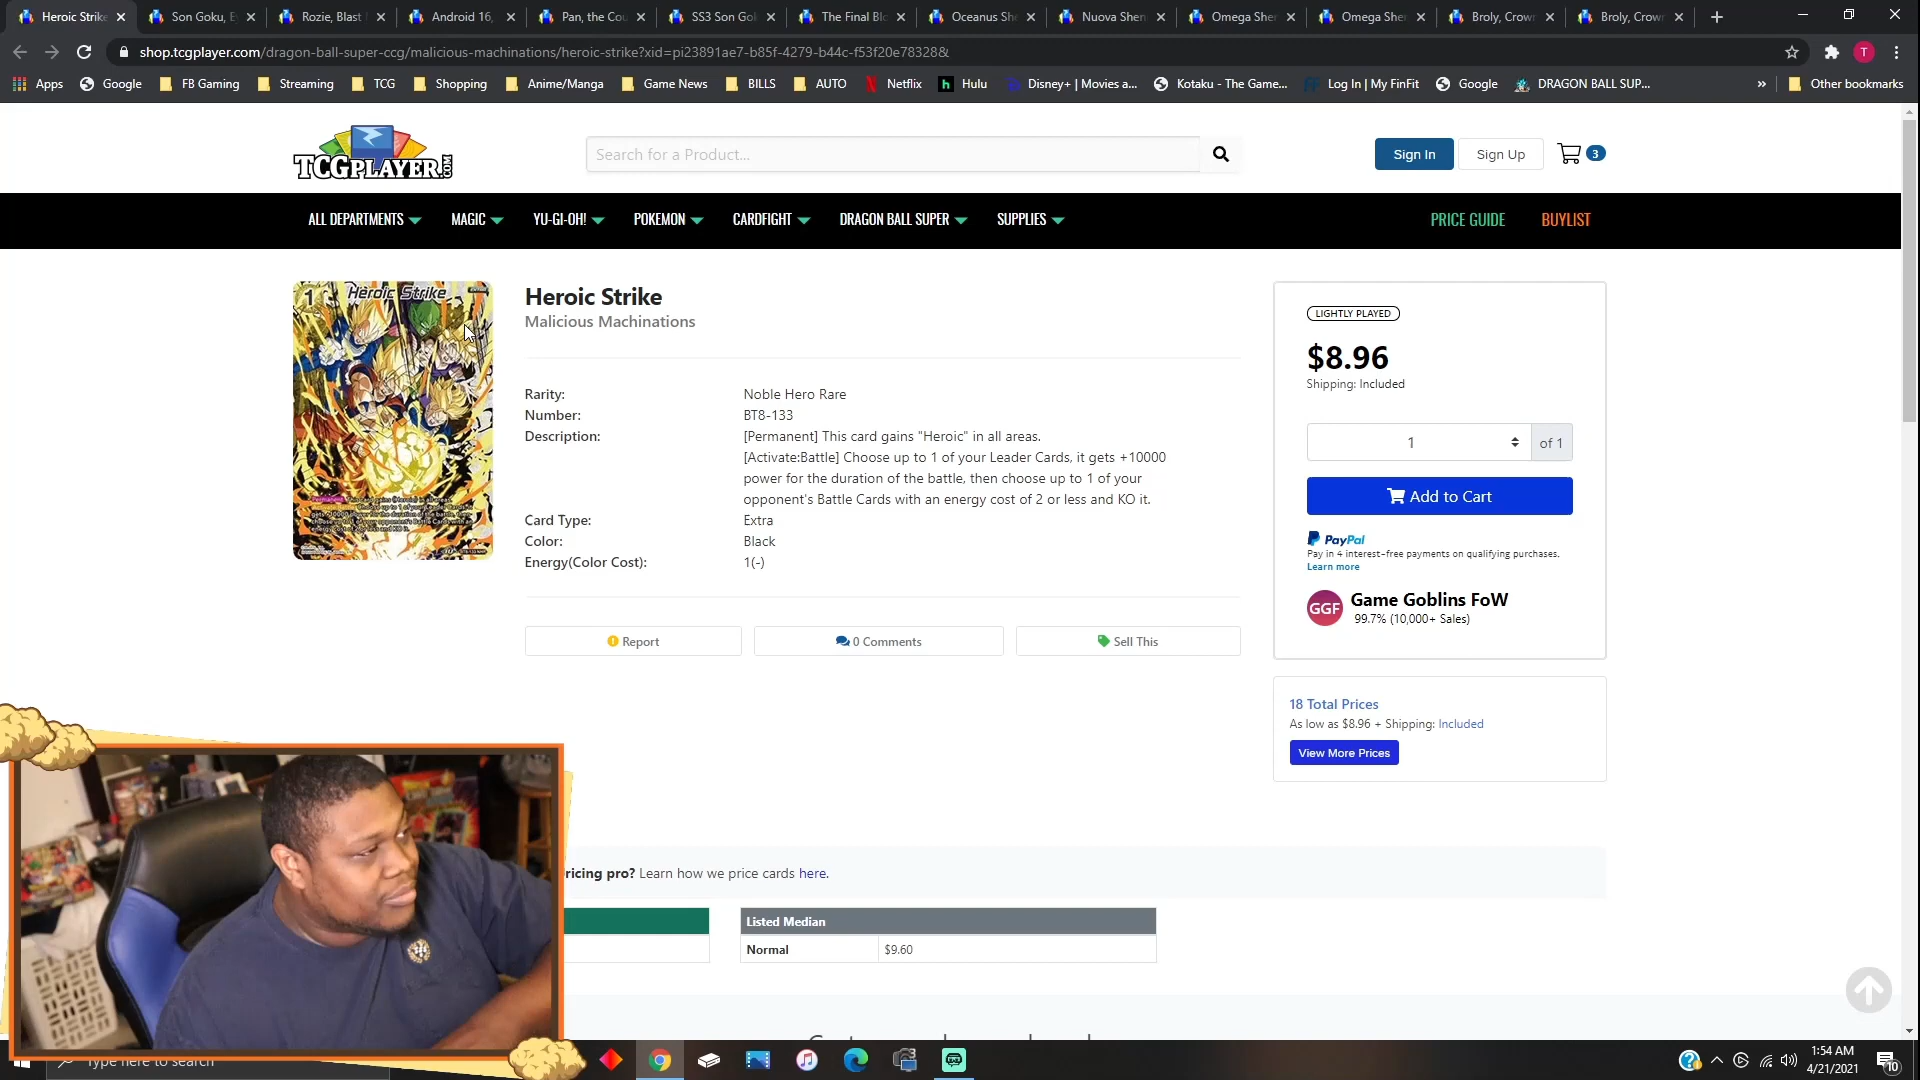 Heroic Strike
Son Goku, E
Rozie, Blast
Android 16,
Pan, the Cou
SS3 Son Go
The Final Blo
Oceanus She
Nuova Shen
Omega Shen
Omega Shen
Broly, Crown
Broly, Crown
shop.tcgplayer.com/dragon-ball-super-ccg/malicious-machinations/heroic-strike?xid=pi23891ae7-b85f-4279-b44c-f53f20e78328&
T
Apps
Google
FB Gaming
Streaming
TCG
Shopping
Anime/Manga
Game News
BILLS
AUTO
Netflix
h Hulu
Disney+ | Movies a...
Kotaku - The Game...
Log In | My FinFit
Google
DRAGON BALL SUP...
»
Other bookmarks
TCGPLAYER.COM
Search for a Product...
Sign In
Sign Up
3
ALL DEPARTMENTS
MAGIC
YU-GI-OH!
POKEMON
CARDFIGHT
DRAGON BALL SUPER
SUPPLIES
PRICE GUIDE
BUYLIST
1 Heroic Strike
Heroic Strike
Malicious Machinations
Rarity: Noble Hero Rare
Number: BT8-133
Description: [Permanent] This card gains "Heroic" in all areas.
[Activate:Battle] Choose up to 1 of your Leader Cards, it gets +10000
power for the duration of the battle, then choose up to 1 of your
opponent's Battle Cards with an energy cost of 2 or less and KO it.
Card Type: Extra
Color: Black
Energy(Color Cost): 1(-)
Report
0 Comments
Sell This
LIGHTLY PLAYED
$8.96
Shipping: Included
1 of 1
Add to Cart
PayPal
Pay in 4 interest-free payments on qualifying purchases.
Learn more
GGF Game Goblins FoW
99.7% (10,000+ Sales)
18 Total Prices
As low as $8.96 + Shipping: Included
View More Prices
ricing pro? Learn how we price cards here.
Listed Median
Normal $9.60
Type here to search
1:54 AM
4/21/2021
10